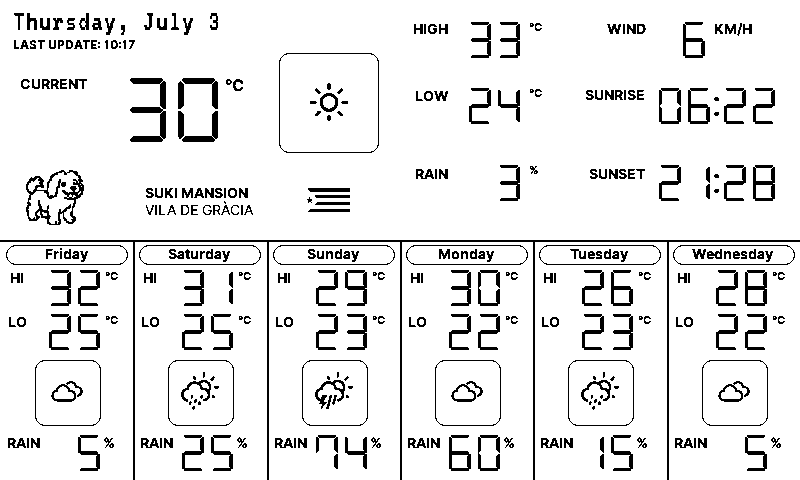 Thursday, July 3
LAST UPDATE: 10:17
CURRENT 30 °C
SUKI MANSION
VILA DE GRÀCIA
HIGH 33 °C
LOW 24 °C
RAIN 3 %
WIND 6 KM/H
SUNRISE 06:22
SUNSET 21:28
Friday
HI 32 °C
LO 25 °C
RAIN 5 %
Saturday
HI 31 °C
LO 25 °C
RAIN 25 %
Sunday
HI 29 °C
LO 23 °C
RAIN 74 %
Monday
HI 30 °C
LO 22 °C
RAIN 60 %
Tuesday
HI 26 °C
LO 23 °C
RAIN 15 %
Wednesday
HI 28 °C
LO 22 °C
RAIN 5 %